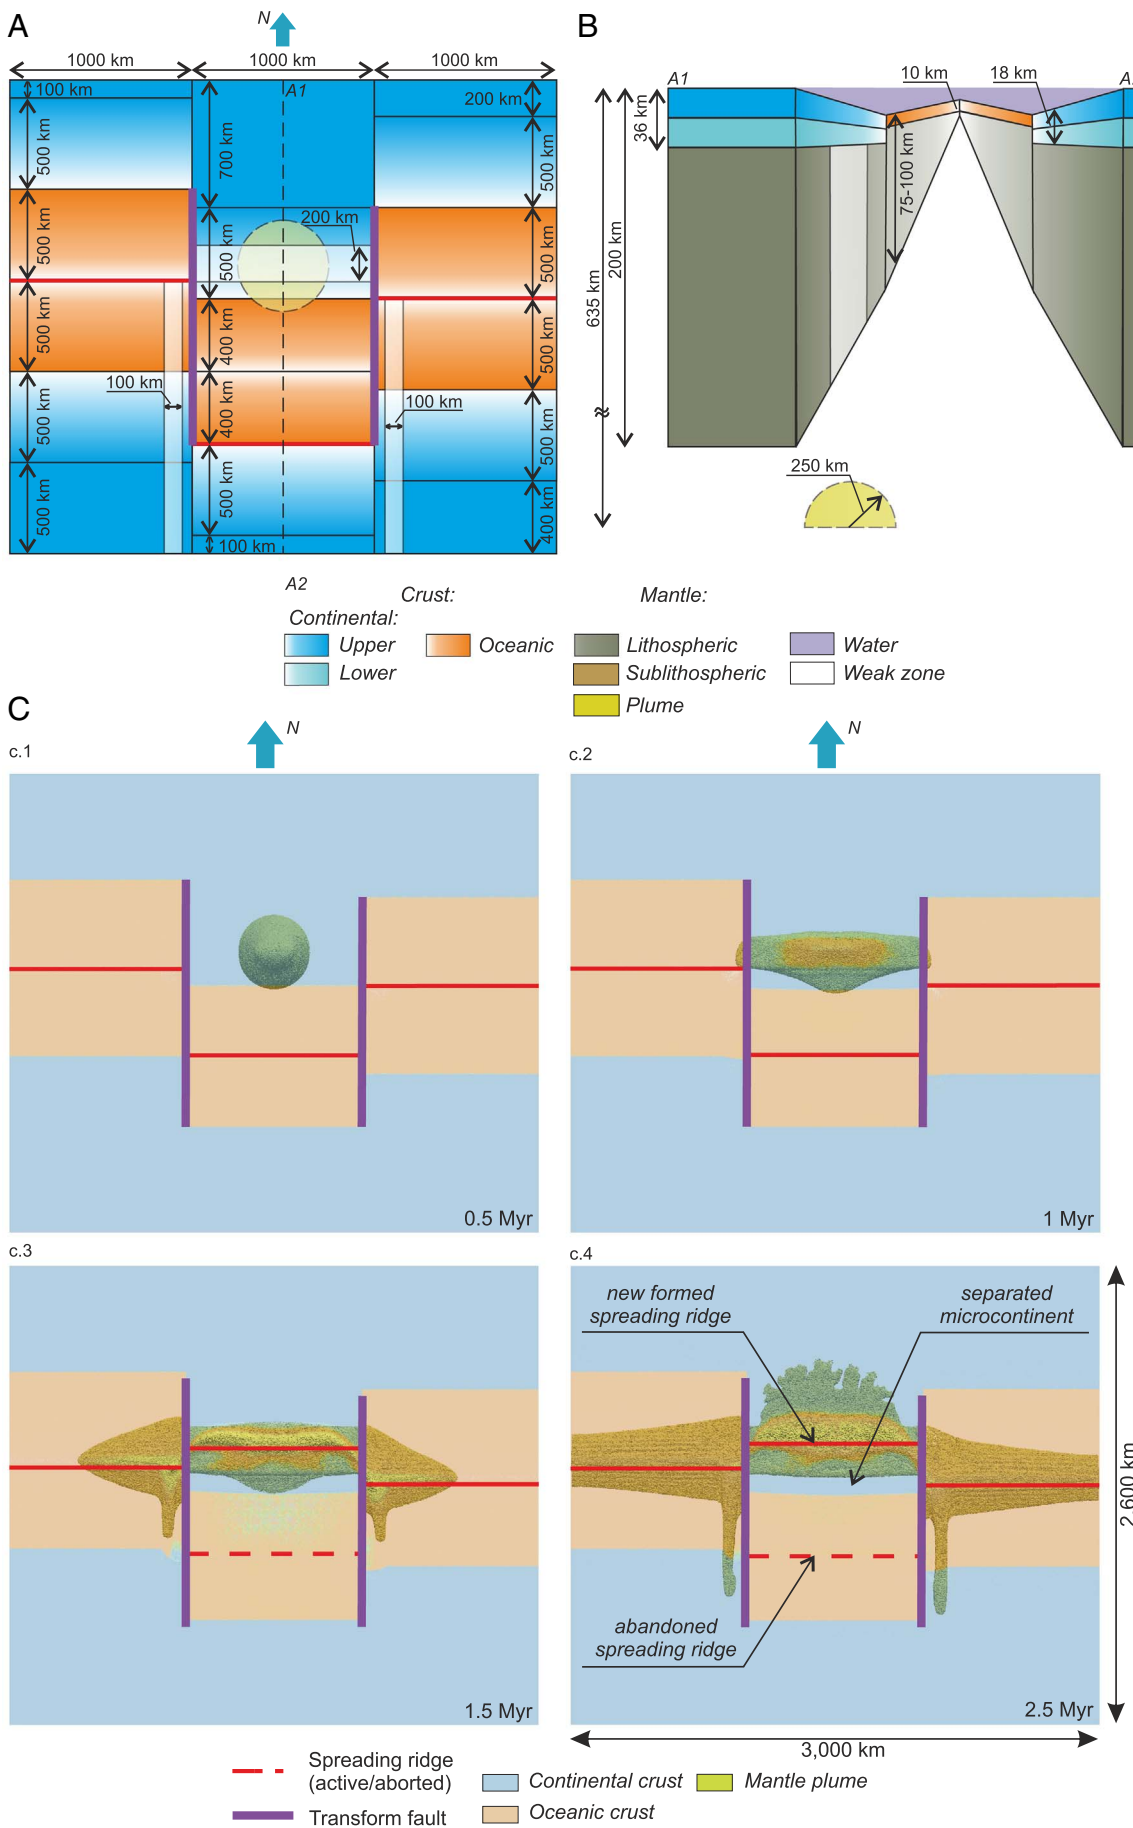 A
N
B
1000 km
1000 km
1000 km
A1
100 km
200 km
500 km
700 km
500 km
200 km
500 km
500 km
500 km
500 km
400 km
500 km
100 km
100 km
400 km
500 km
500 km
500 km
500 km
100 km
400 km
A2
A1
10 km
18 km
A
36 km
75-100 km
200 km
635 km
250 km
Crust:
Mantle:
Continental:
Upper
Oceanic
Lithospheric
Water
Lower
Sublithospheric
Weak zone
Plume
C
N
N
c.1
c.2
0.5 Myr
1 Myr
c.3
c.4
new formed
spreading ridge
separated
microcontinent
abandoned
spreading ridge
1.5 Myr
2.5 Myr
2,600 km
3,000 km
Spreading ridge
(active/aborted)
Continental crust
Mantle plume
Transform fault
Oceanic crust